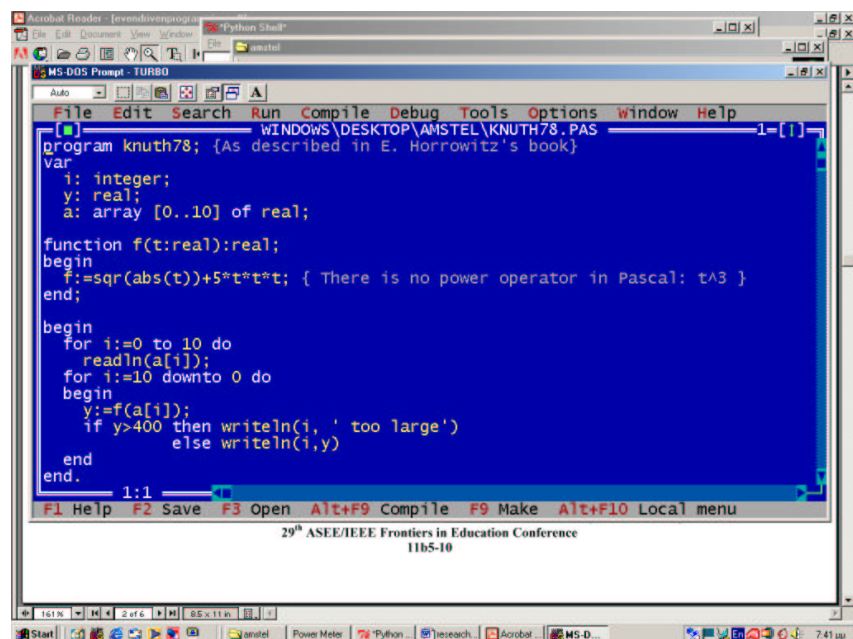 Acrobat Reader - [evendrivenprogra
*Python Shell*
File Edit Document View Window
File
amstel
MS-DOS Prompt - TURBO
Auto
A
File Edit Search Run Compile Debug Tools Options Window Help
[■] WINDOWS\DESKTOP\AMSTEL\KNUTH78.PAS 1=[↕]
program knuth78; {As described in E. Horrowitz's book}
var
i: integer;
y: real;
a: array [0..10] of real;
function f(t:real):real;
begin
f:=sqr(abs(t))+5*t*t*t; { There is no power operator in Pascal: t^3 }
end;
begin
for i:=0 to 10 do
readln(a[i]);
for i:=10 downto 0 do
begin
y:=f(a[i]);
if y>400 then writeln(i, ' too large')
else writeln(i,y)
end
end.
1:1
F1 Help F2 Save F3 Open Alt+F9 Compile F9 Make Alt+F10 Local menu
29th ASEE/IEEE Frontiers in Education Conference
11b5-10
161% 2 of 6 8.5 x 11 in
Start amstel Power Meter *Python ... research... Acrobat ... MS-D... En 7:41 μμ